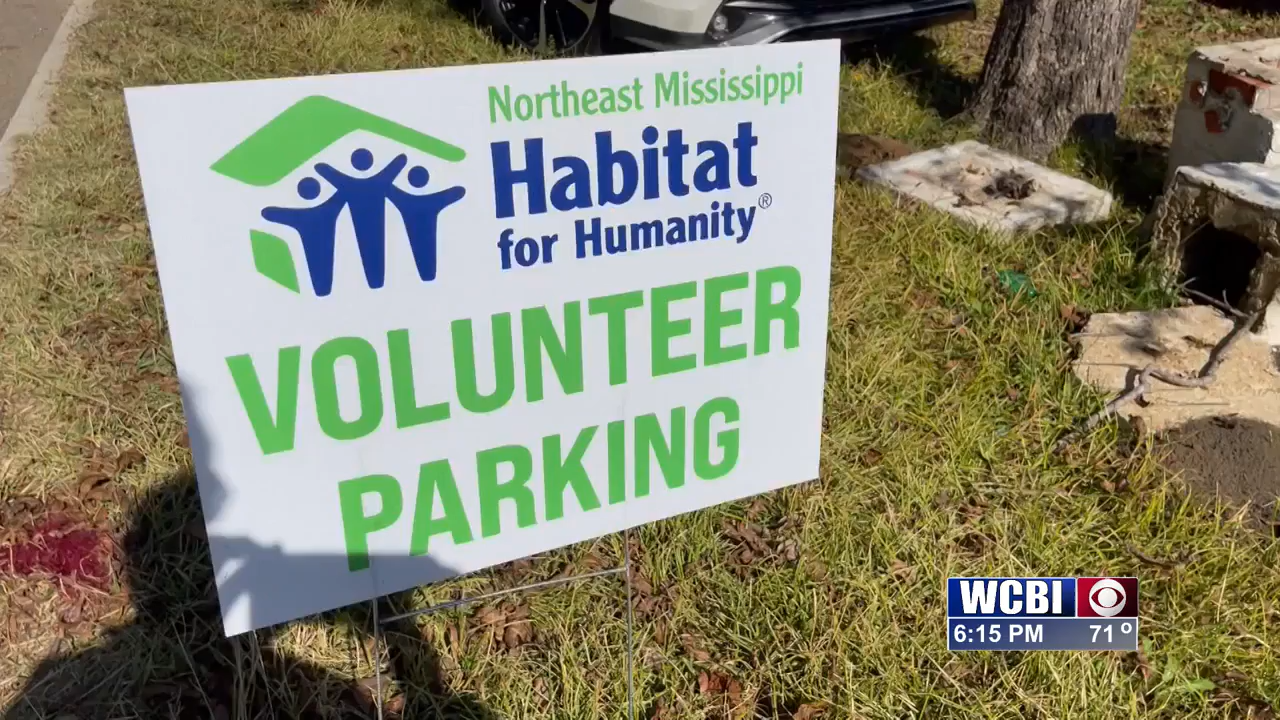 Northeast Mississippi
Habitat
for Humanity®
VOLUNTEER
PARKING
WCBI
6:15 PM 71°